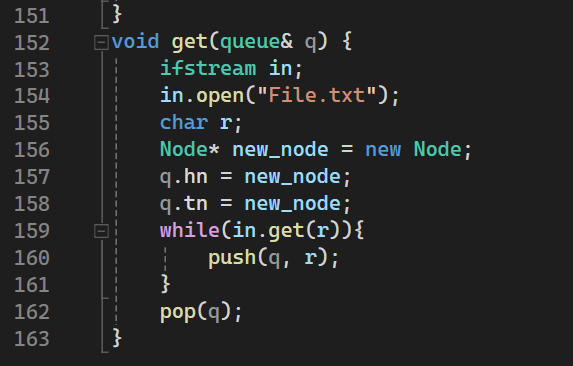 151 }
152 void get(queue& q) {
153 ifstream in;
154 in.open("File.txt");
155 char r;
156 Node* new_node = new Node;
157 q.hn = new_node;
158 q.tn = new_node;
159 while(in.get(r)){
160 push(q, r);
161 }
162 pop(q);
163 }